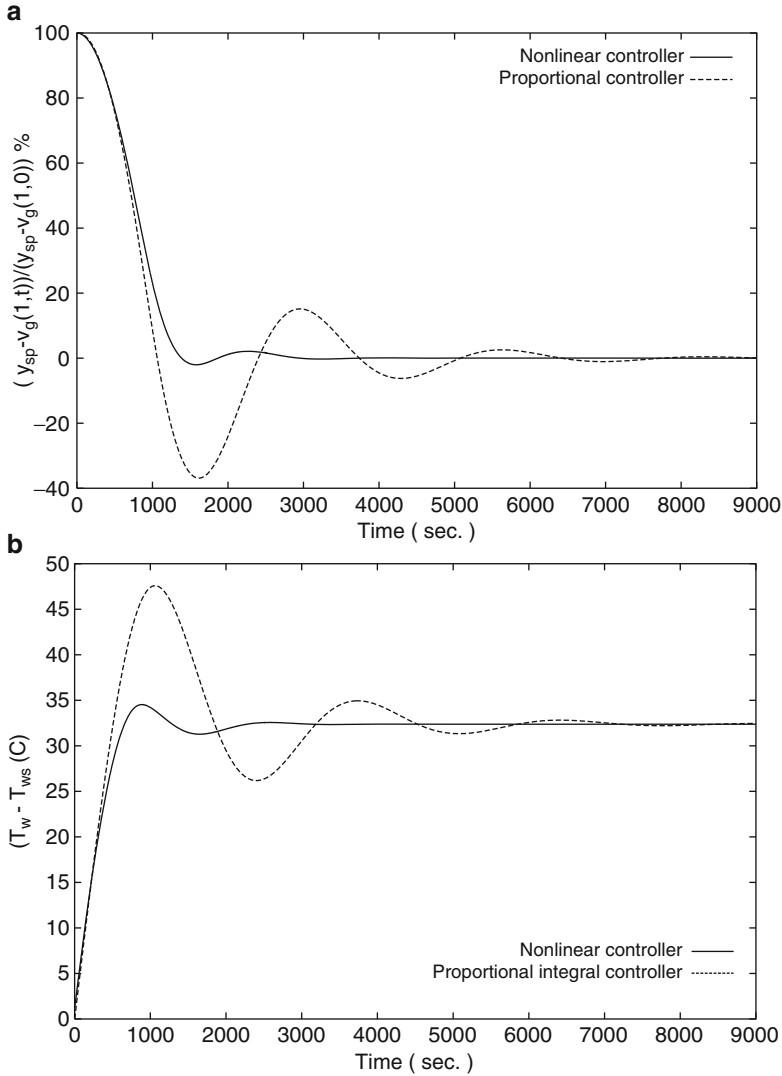 a
100
80
60
40
20
0
−20
−40
( y_sp-v_g(1,t))/(y_sp-v_g(1,0)) %
Nonlinear controller
Proportional controller
0 1000 2000 3000 4000 5000 6000 7000 8000 9000
Time ( sec. )
b
50
45
40
35
30
25
20
15
10
5
0
(T_w - T_ws (C)
Nonlinear controller
Proportional integral controller
0 1000 2000 3000 4000 5000 6000 7000 8000 9000
Time ( sec. )